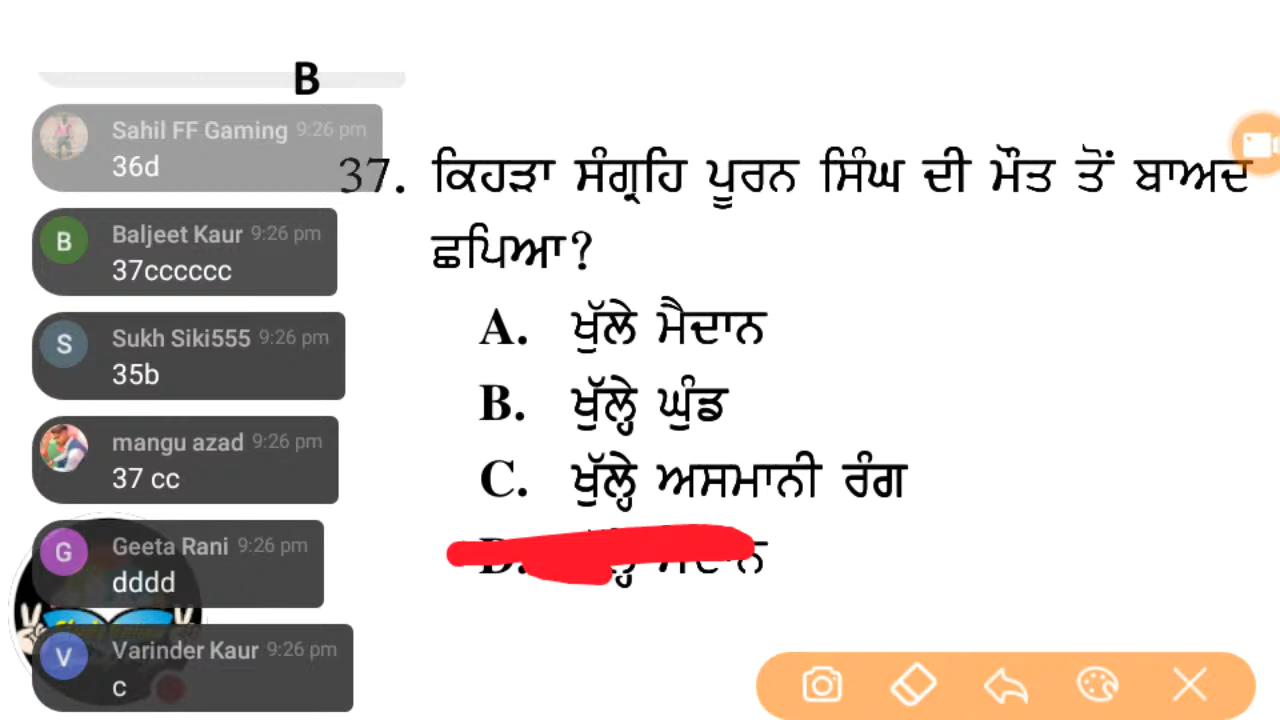 B
Sahil FF Gaming 9:26 pm
36d
Baljeet Kaur 9:26 pm
37cccccc
Sukh Siki555 9:26 pm
35b
mangu azad 9:26 pm
37 cc
Geeta Rani 9:26 pm
dddd
Varinder Kaur 9:26 pm
c
37. ਕਿਹੜਾ ਸੰਗ੍ਰਹਿ ਪੂਰਨ ਸਿੰਘ ਦੀ ਮੌਤ ਤੋਂ ਬਾਅਦ
ਛਪਿਆ?
A. ਖੁੱਲੇ ਮੈਦਾਨ
B. ਖੁੱਲ੍ਹੇ ਘੁੰਡ
C. ਖੁੱਲ੍ਹੇ ਅਸਮਾਨੀ ਰੰਗ
D.